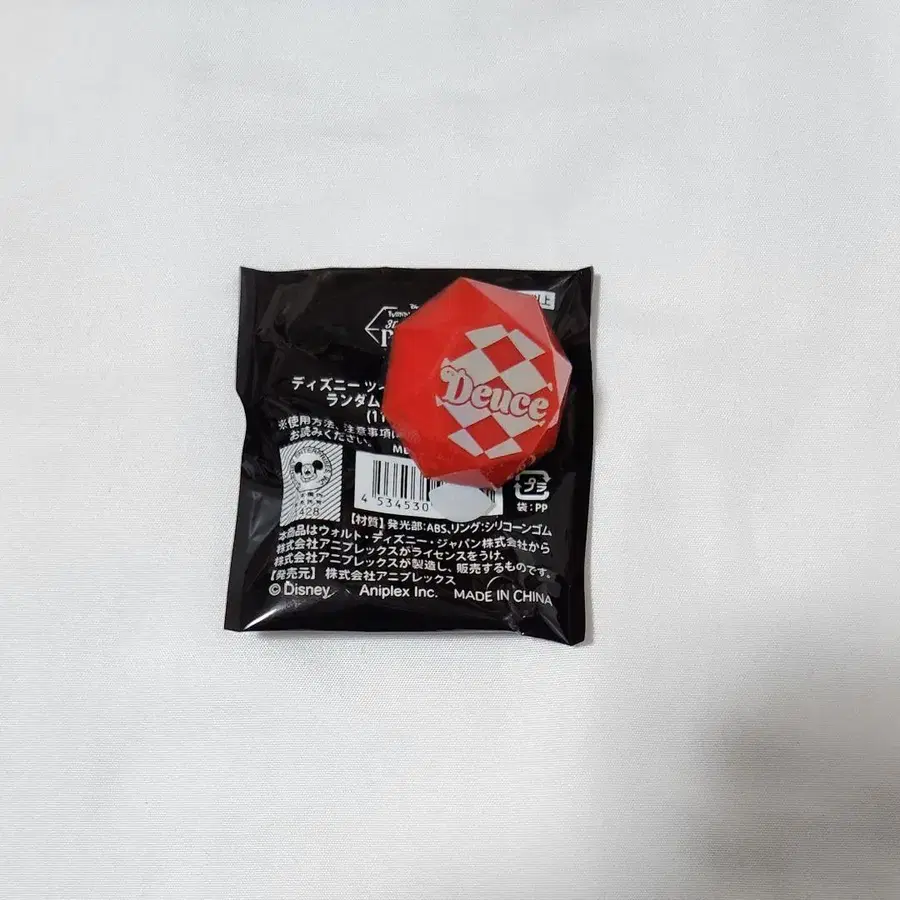 以上
ディズニー ツイ
ランダム
(11
※使用方法、注意事項
お読みください。
Deuce
4 534530
428
プラ
袋:PP
【材質】発光部:ABS、リング:シリコーンゴム
本商品はウォルト・ディズニー・ジャパン株式会社から
株式会社アニプレックスがライセンスをうけ、
株式会社アニプレックスが製造し、販売するものです。
【発売元】 株式会社アニプレックス
©Disney Aniplex Inc. MADE IN CHINA